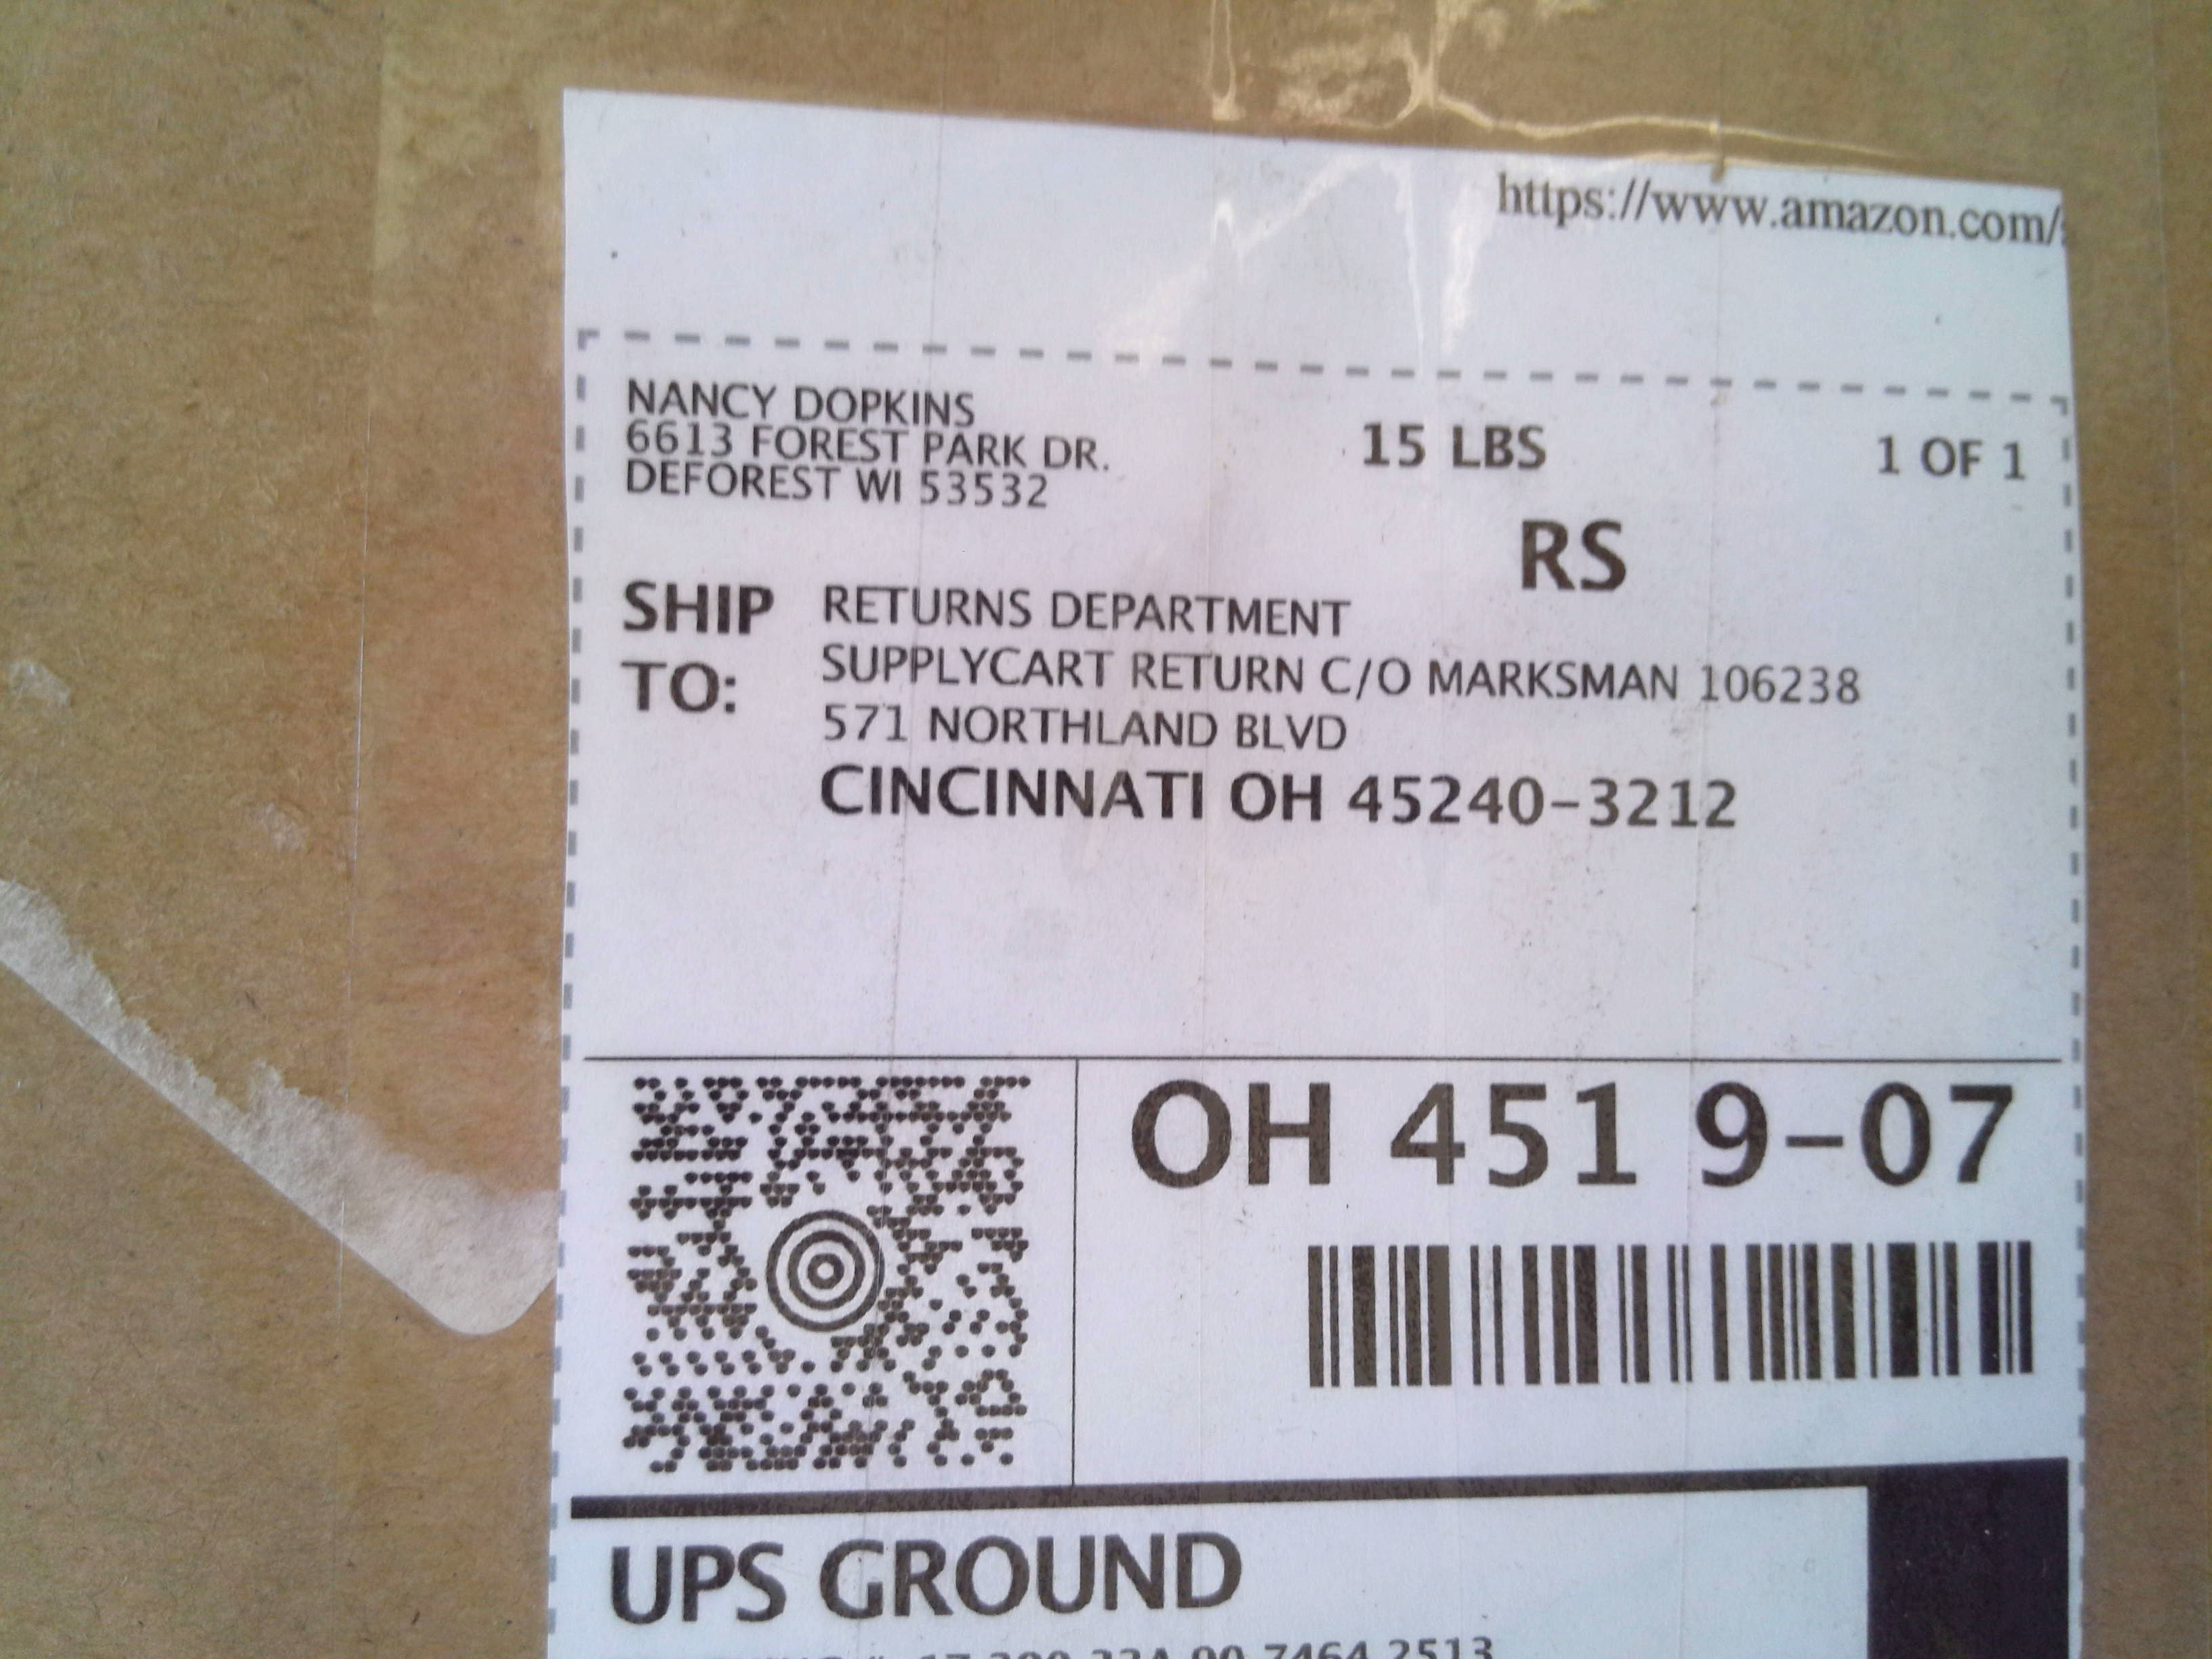 https://www.amazon.com/
NANCY DOPKINS
6613 FOREST PARK DR.
DEFOREST WI 53532
15 LBS
1 OF 1
RS
SHIP TO:
RETURNS DEPARTMENT
SUPPLYCART RETURN C/O MARKSMAN 106238
571 NORTHLAND BLVD
CINCINNATI OH 45240-3212
OH 451 9-07
UPS GROUND